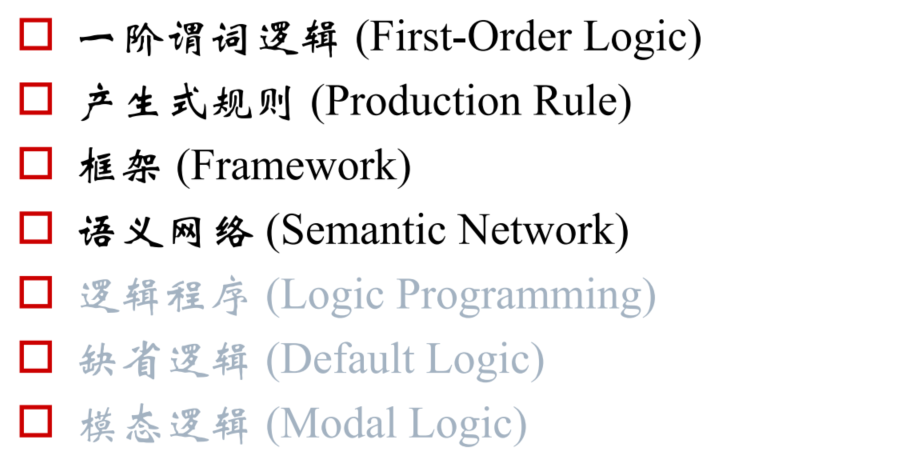 一阶谓词逻辑 (First-Order Logic)
产生式规则 (Production Rule)
框架 (Framework)
语义网络 (Semantic Network)
逻辑程序 (Logic Programming)
缺省逻辑 (Default Logic)
模态逻辑 (Modal Logic)